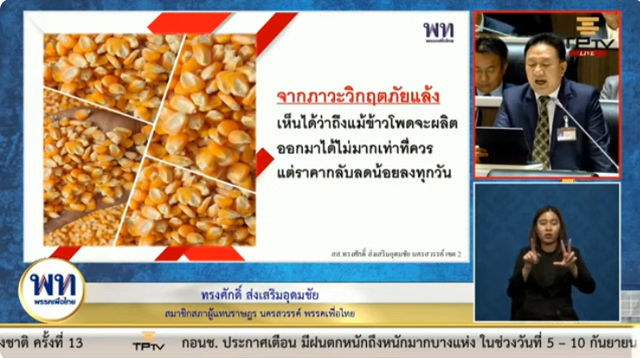 พท
พรรคเพื่อไทย
จากภาวะวิกฤตภัยแล้ง
เห็นได้ว่าถึงแม้ข้าวโพดจะผลิต
ออกมาได้ไม่มากเท่าที่ควร
แต่ราคากลับลดน้อยลงทุกวัน
สส.ทรงศักดิ์ ส่งเสริมอุดมชัย นครสวรรค์ เขต 2
TPTV
LIVE
พท
พรรคเพื่อไทย
ทรงศักดิ์ ส่งเสริมอุดมชัย
สมาชิกสภาผู้แทนราษฎร นครสวรรค์ พรรคเพื่อไทย
งชาติ ครั้งที่ 13 TPTV กอนช. ประกาศเตือน มีฝนตกหนักถึงหนักมากบางแห่ง ในช่วงวันที่ 5 - 10 กันยายน